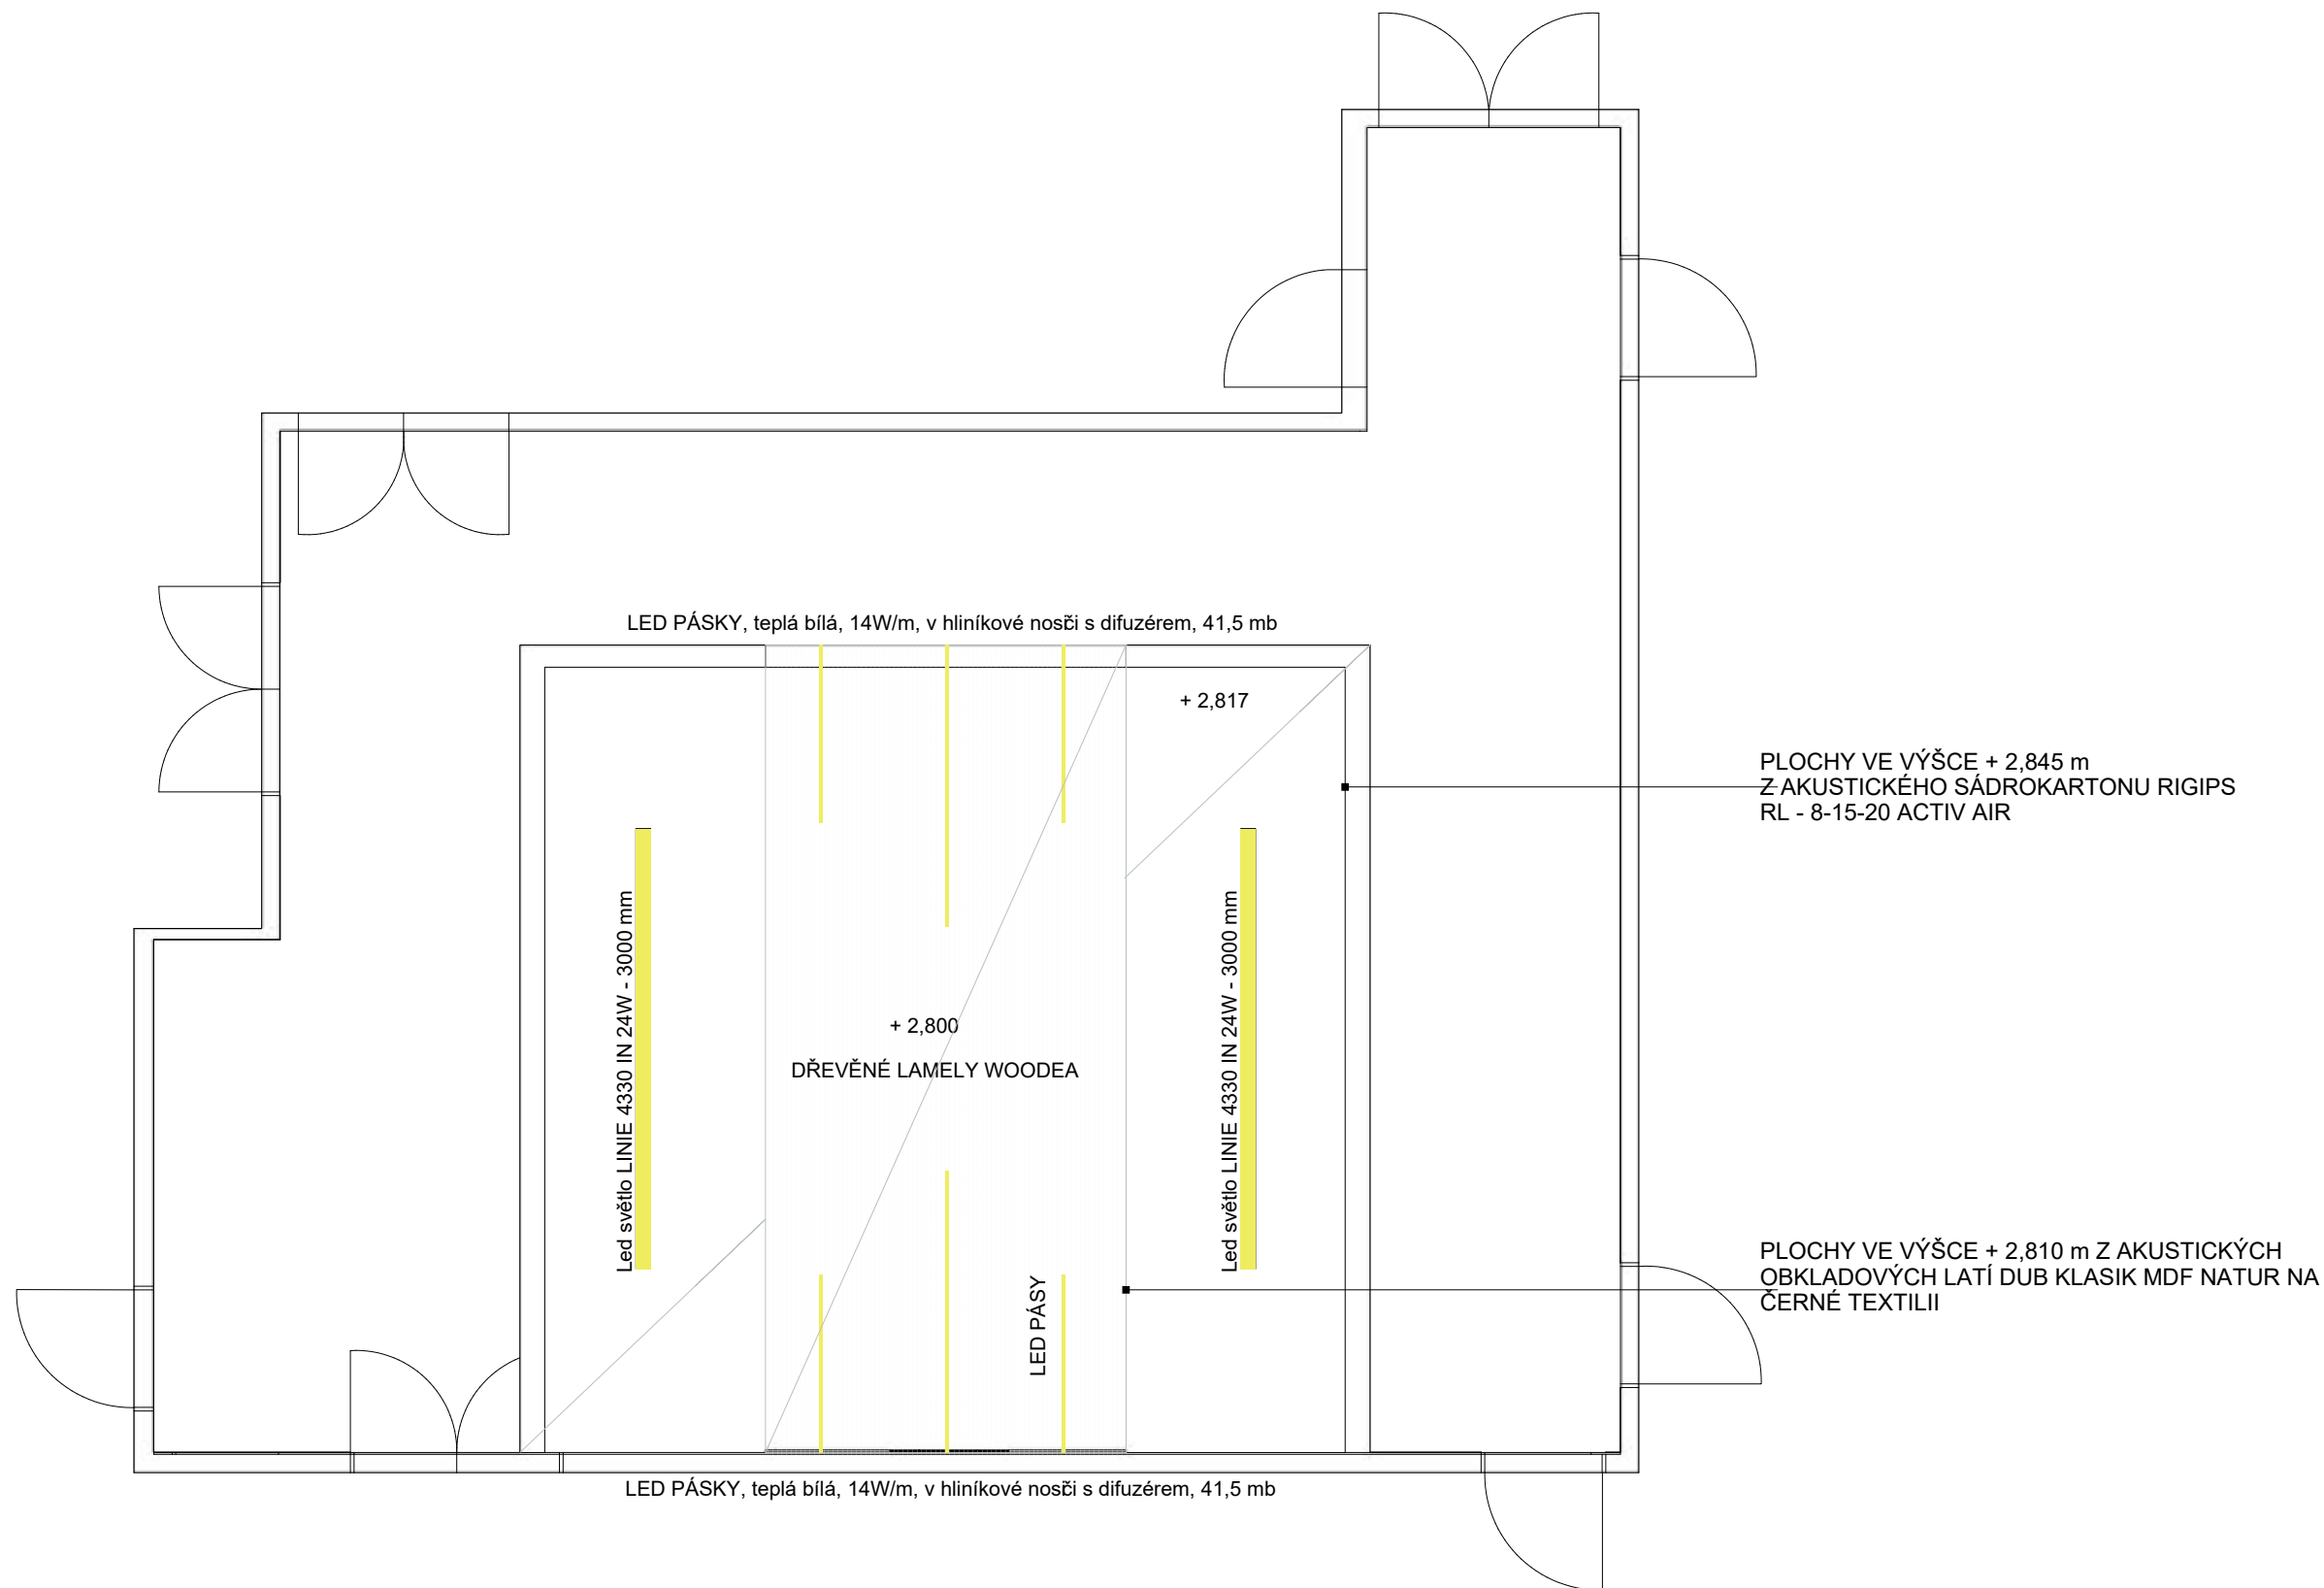 LED PÁSKY, teplá bílá, 14W/m, v hliníkové nosiči s difuzérem, 41,5 mb
+ 2,817
PLOCHY VE VÝŠCE + 2,845 m
Z AKUSTICKÉHO SÁDROKARTONU RIGIPS
RL - 8-15-20 ACTIV AIR
Led světlo LINIE 4330 IN 24W - 3000 mm
Led světlo LINIE 4330 IN 24W - 3000 mm
+ 2,800
DŘEVĚNÉ LAMELY WOODEA
PLOCHY VE VÝŠCE + 2,810 m Z AKUSTICKÝCH
OBKLADOVÝCH LATÍ DUB KLASIK MDF NATUR NA
ČERNÉ TEXTILII
LED PÁSY
LED PÁSKY, teplá bílá, 14W/m, v hliníkové nosiči s difuzérem, 41,5 mb